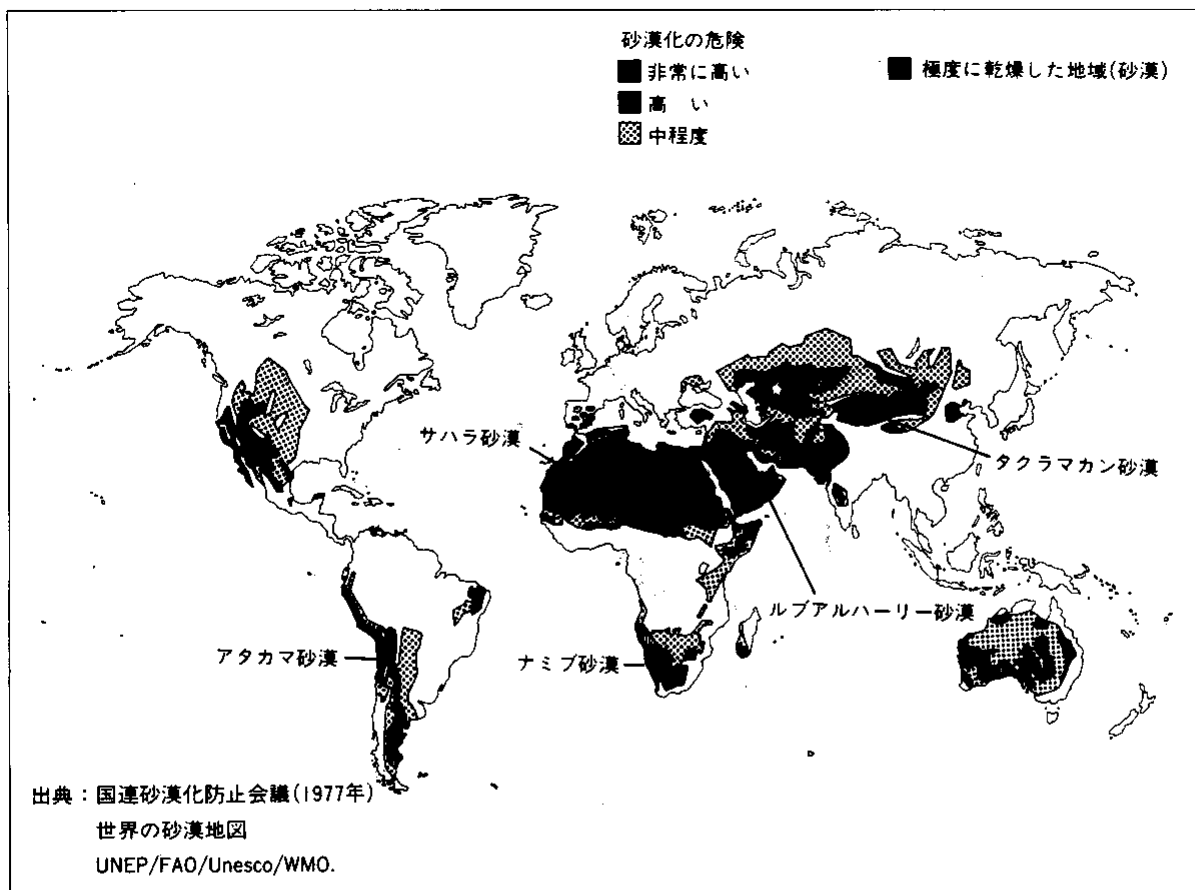 砂漠化の危険
非常に高い
高 い
中程度
極度に乾燥した地域(砂漠)
サハラ砂漠
タクラマカン砂漠
ルブアルハーリー砂漠
アタカマ砂漠
ナミブ砂漠
出典：国連砂漠化防止会議(1977年)
世界の砂漠地図
UNEP/FAO/Unesco/WMO.